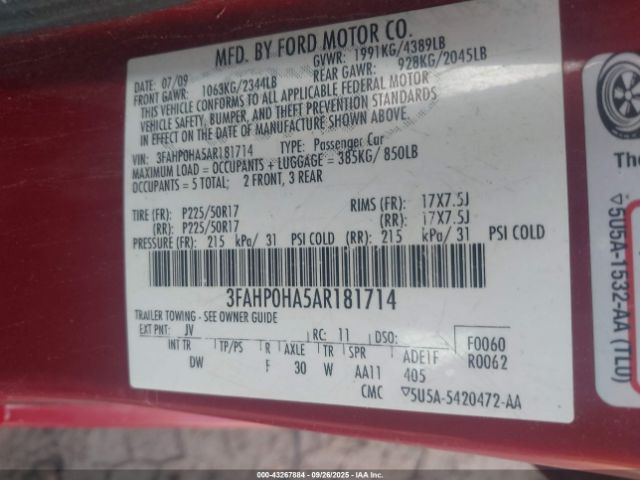 MFD. BY FORD MOTOR CO.
DATE: 07/09 GVWR: 1991KG/4389LB
FRONT GAWR: 1063KG/2344LB REAR GAWR: 928KG/2045LB
THIS VEHICLE CONFORMS TO ALL APPLICABLE FEDERAL MOTOR
VEHICLE SAFETY, BUMPER, AND THEFT PREVENTION STANDARDS
IN EFFECT ON THE DATE OF MANUFACTURE SHOWN ABOVE.
VIN: 3FAHP0HA5AR181714 TYPE: Passenger Car
MAXIMUM LOAD = OCCUPANTS + LUGGAGE = 385KG/ 850LB
OCCUPANTS = 5 TOTAL; 2 FRONT, 3 REAR
TIRE (FR): P225/50R17 RIMS (FR): 17X7.5J
(RR): P225/50R17 (RR): 17X7.5J
PRESSURE (FR): 215 kPa/ 31 PSI COLD (RR): 215 kPa/ 31 PSI COLD
3FAHP0HA5AR181714
TRAILER TOWING - SEE OWNER GUIDE
EXT PNT: JV RC: 11 DSO: F0060
INT TR TP/PS R AXLE TR SPR ADE1F R0062
DW F 30 W AA11 405
CMC ▽5U5A-5420472-AA
The
▽5U5A-1532-AA (TLU)
IAAI: 43267884 | 09/26/2025 | IAA, Inc.